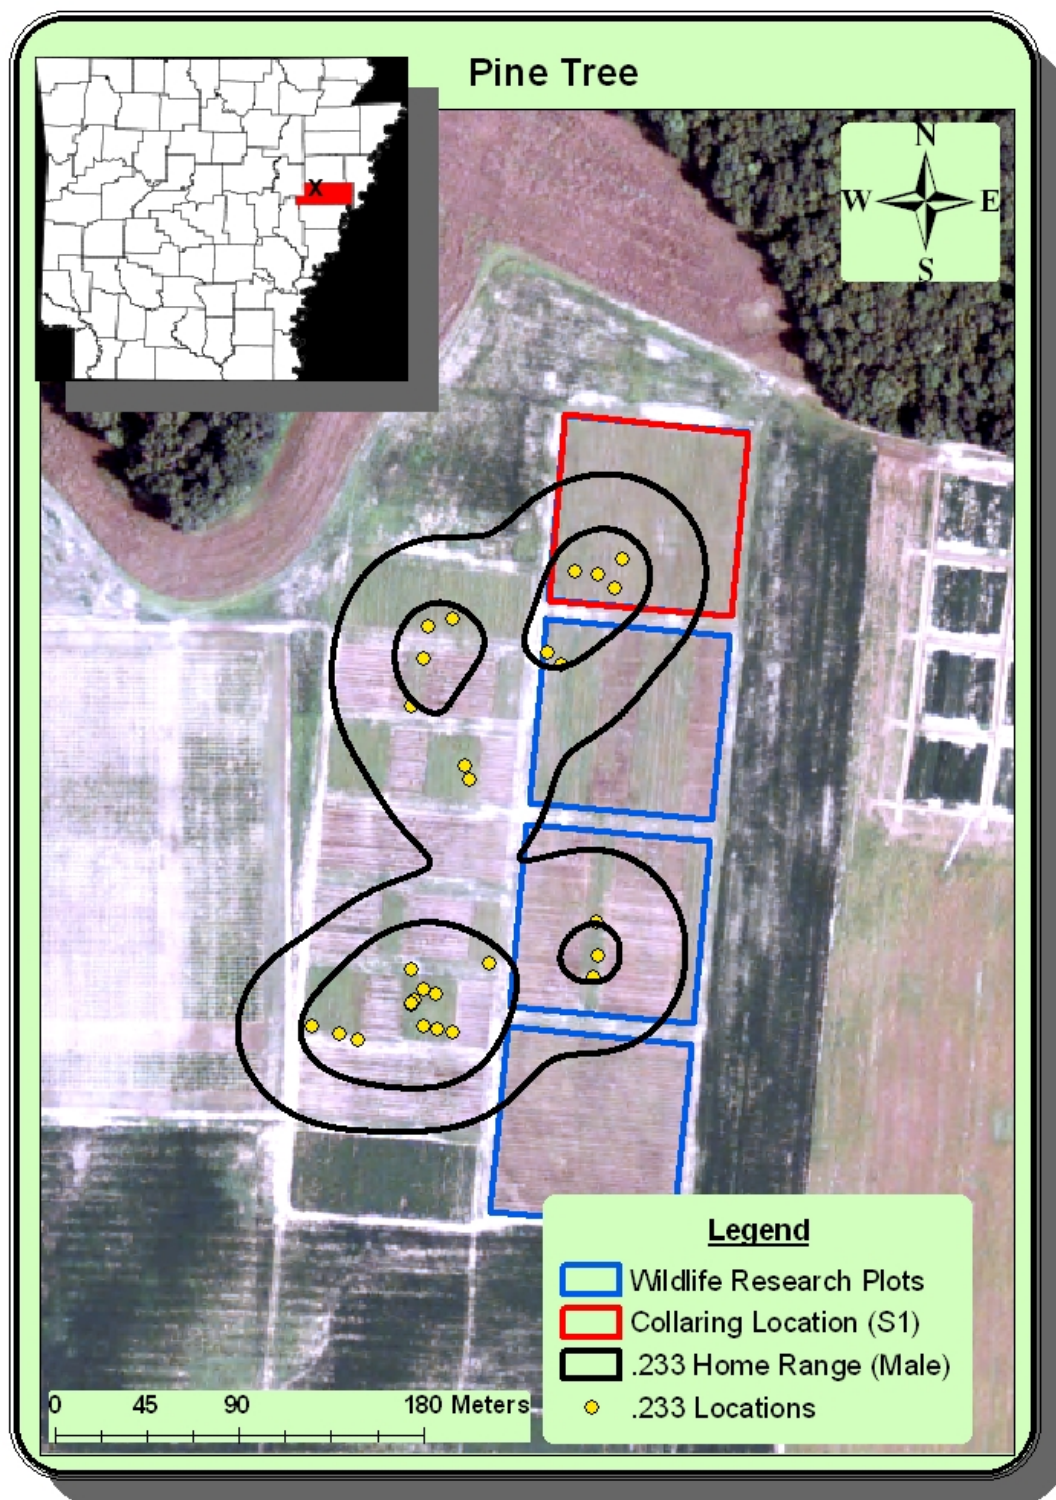 Pine Tree
X
N
W E
S
Legend
Wildlife Research Plots
Collaring Location (S1)
.233 Home Range (Male)
.233 Locations
0 45 90 180 Meters